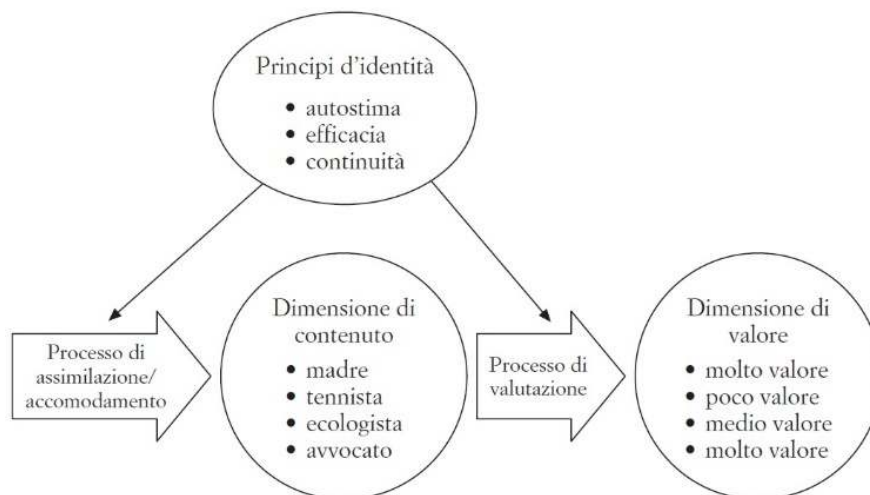 Principi d'identità
• autostima
• efficacia
• continuità
Processo di
assimilazione/
accomodamento
Dimensione di
contenuto
• madre
• tennista
• ecologista
• avvocato
Processo di
valutazione
Dimensione di
valore
• molto valore
• poco valore
• medio valore
• molto valore